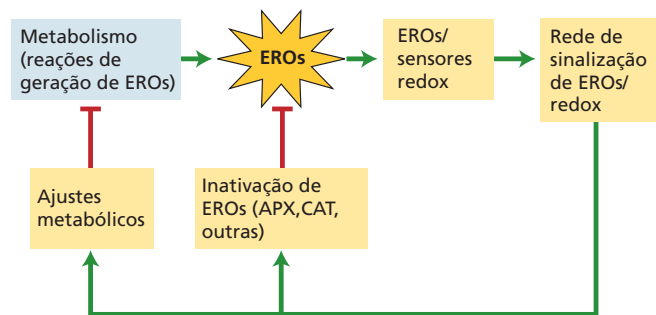 Metabolismo
(reações de
geração de EROs)
EROs
EROs/
sensores
redox
Rede de
sinalização
de EROs/
redox
Ajustes
metabólicos
Inativação de
EROs (APX,CAT,
outras)